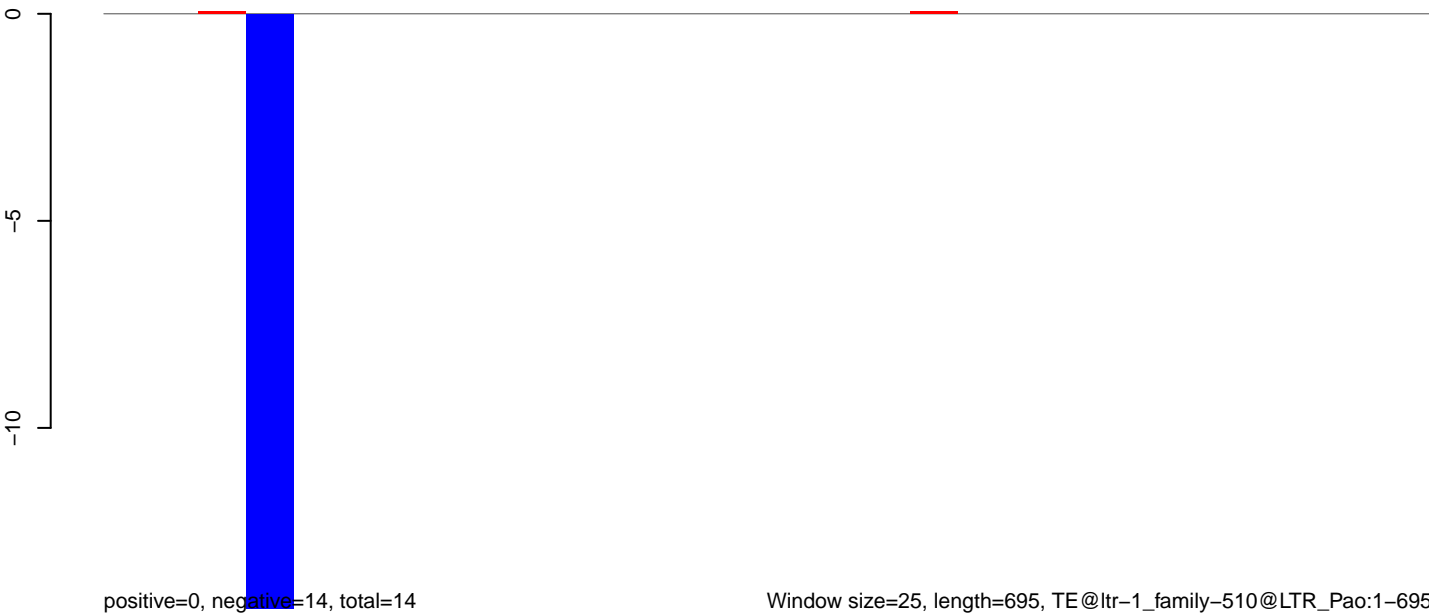 0
−5
−10
positive=0, negative=14, total=14
Window size=25, length=695, TE@ltr−1_family−510@LTR_Pao:1−695